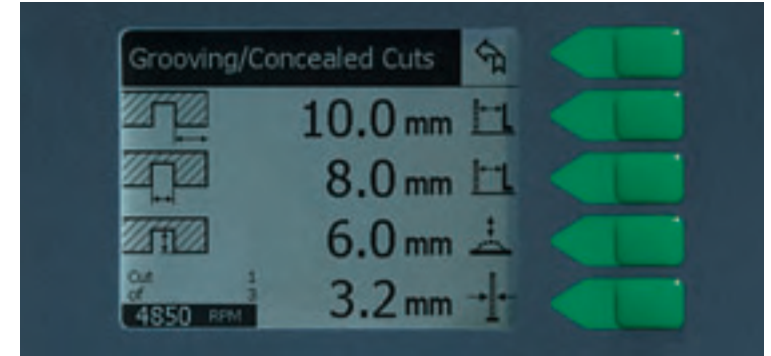 Grooving/Concealed Cuts
10.0 mm
8.0 mm
6.0 mm
Cut 1
of 3
3.2 mm
4850 RPM